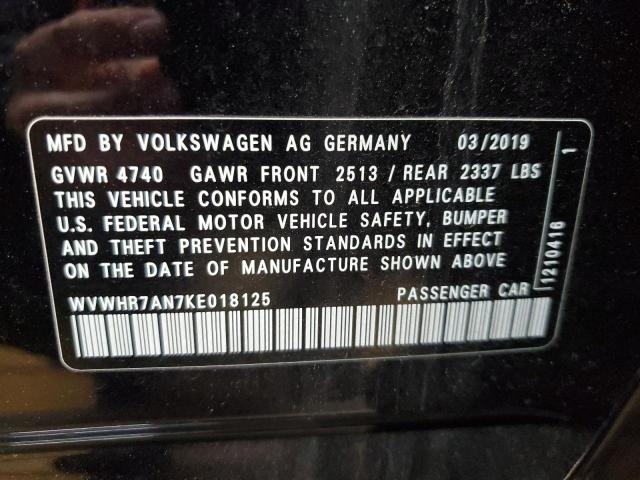 MFD BY VOLKSWAGEN AG GERMANY 03/2019
GVWR 4740 GAWR FRONT 2513 / REAR 2337 LBS
THIS VEHICLE CONFORMS TO ALL APPLICABLE
U.S. FEDERAL MOTOR VEHICLE SAFETY, BUMPER
AND THEFT PREVENTION STANDARDS IN EFFECT
ON THE DATE OF MANUFACTURE SHOWN ABOVE
WVWHR7AN7KE018125 PASSENGER CAR
1210416 1